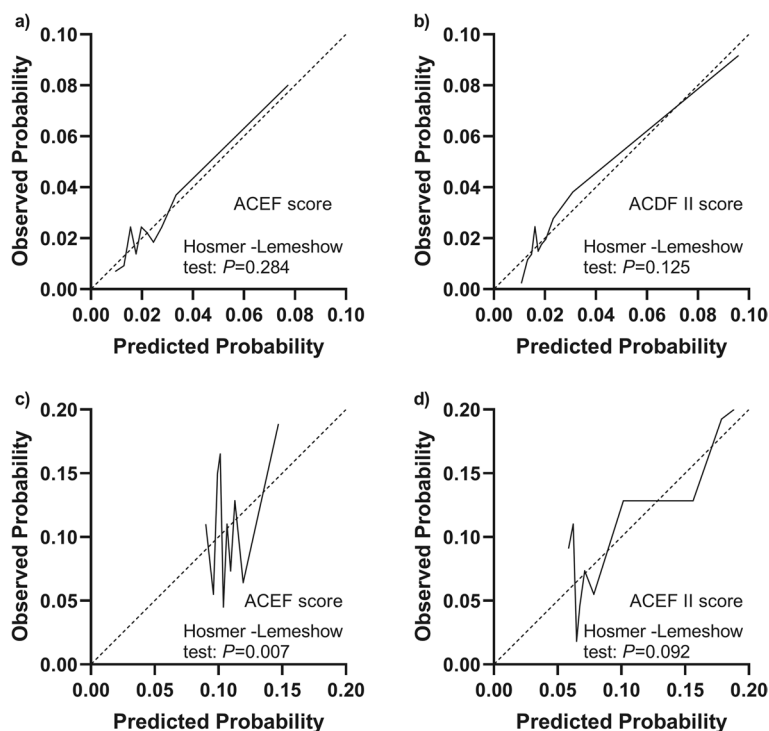 a)
0.10
0.08
0.06
0.04
0.02
0.00
Observed Probability
ACEF score
Hosmer -Lemeshow
test: P=0.284
0.00 0.02 0.04 0.06 0.08 0.10
Predicted Probability
b)
0.10
0.08
0.06
0.04
0.02
0.00
Observed Probability
ACDF II score
Hosmer -Lemeshow
test: P=0.125
0.00 0.02 0.04 0.06 0.08 0.10
Predicted Probability
c)
0.20
0.15
0.10
0.05
0.00
Observed Probability
ACEF score
Hosmer -Lemeshow
test: P=0.007
0.00 0.05 0.10 0.15 0.20
Predicted Probability
d)
0.20
0.15
0.10
0.05
0.00
Observed Probability
ACEF II score
Hosmer -Lemeshow
test: P=0.092
0.00 0.05 0.10 0.15 0.20
Predicted Probability